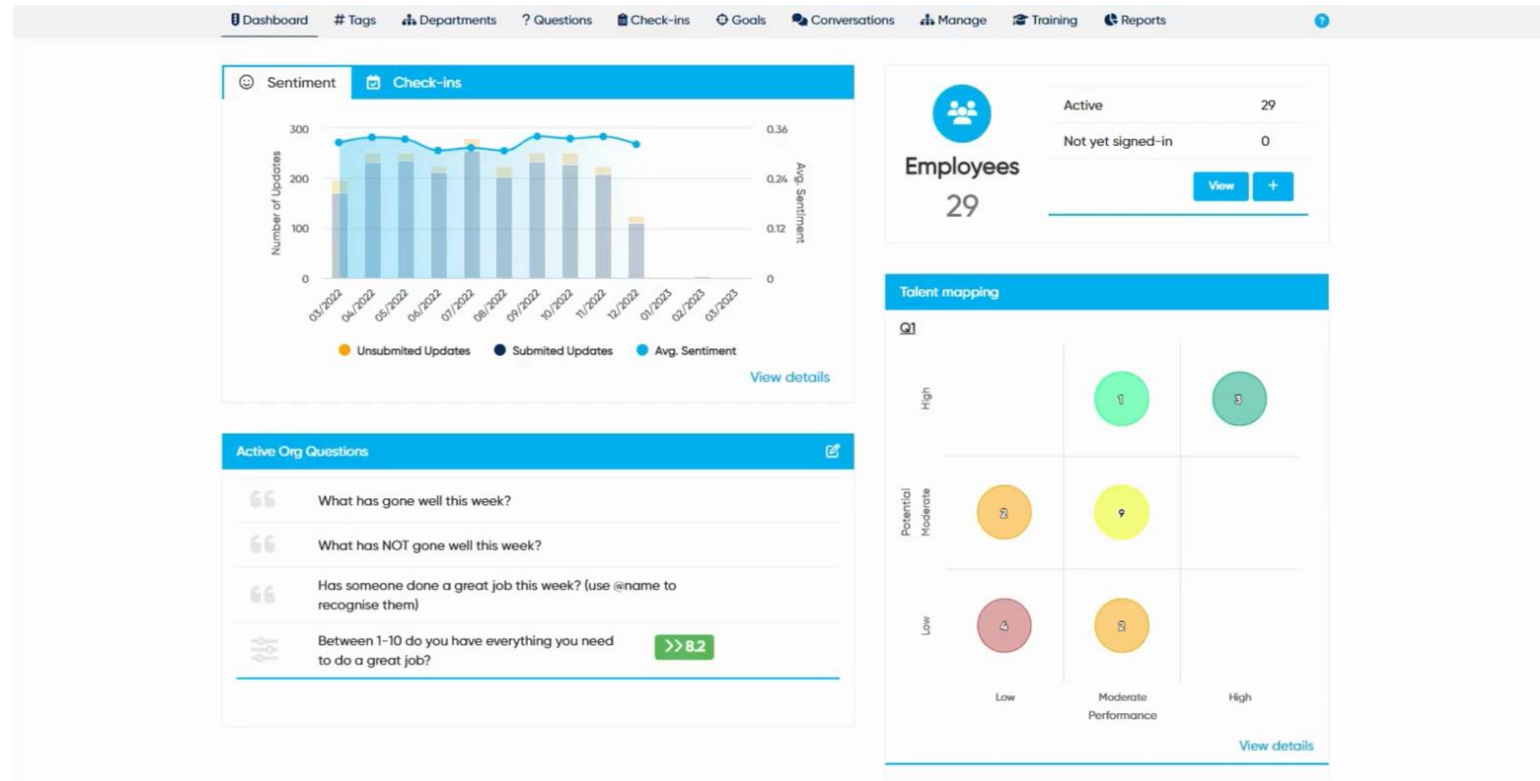 Dashboard # Tags Departments ? Questions Check-ins Goals Conversations Manage Training Reports ?
Sentiment Check-ins
300
200
100
0
Number of Updates
0.36
0.24
0.12
0
Avg. Sentiment
03/2022 04/2022 05/2022 06/2022 07/2022 08/2022 09/2022 10/2022 11/2022 12/2022 01/2023 02/2023 03/2023
Unsubmited Updates Submited Updates Avg. Sentiment
View details
Active Org Questions
What has gone well this week?
What has NOT gone well this week?
Has someone done a great job this week? (use @name to
recognise them)
Between 1-10 do you have everything you need
to do a great job?
>>8.2
Employees
29
Active 29
Not yet signed-in 0
View +
Talent mapping
Q1
High
1 3
Potential
Moderate
2 9
Low
4 2
Low Moderate High
Performance
View details